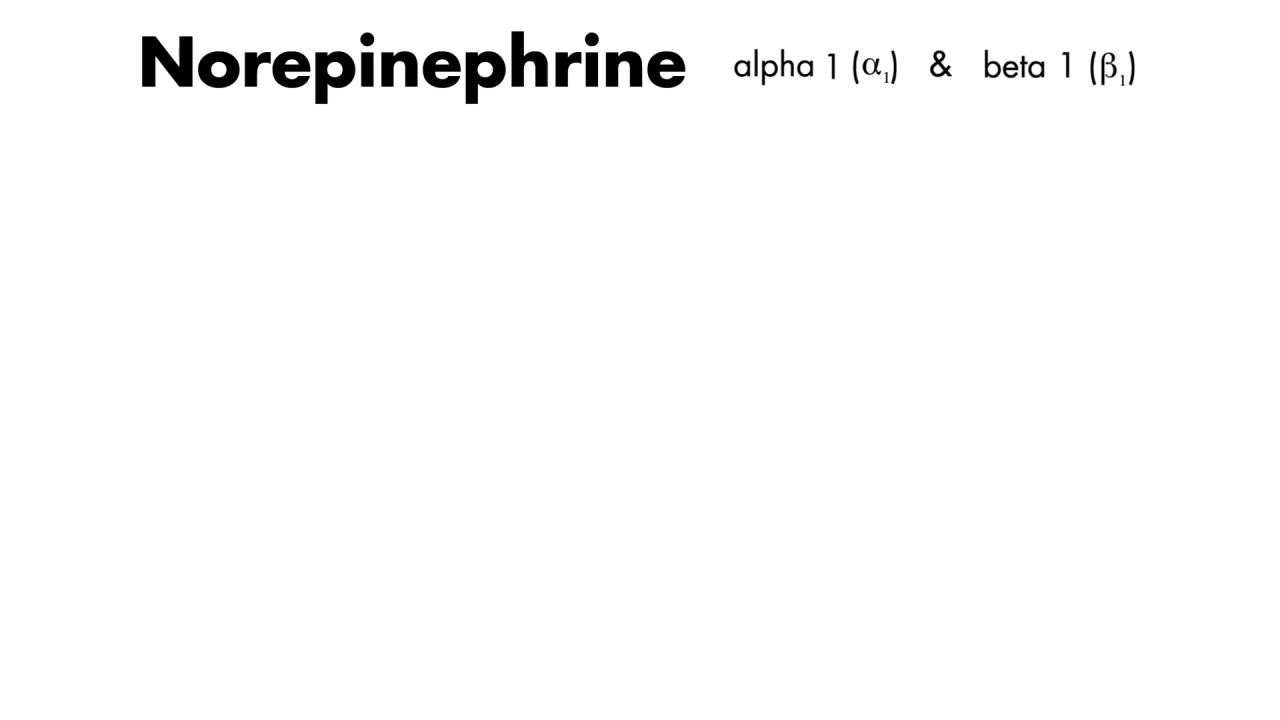 Norepinephrine alpha 1 (α₁) & beta 1 (β₁)